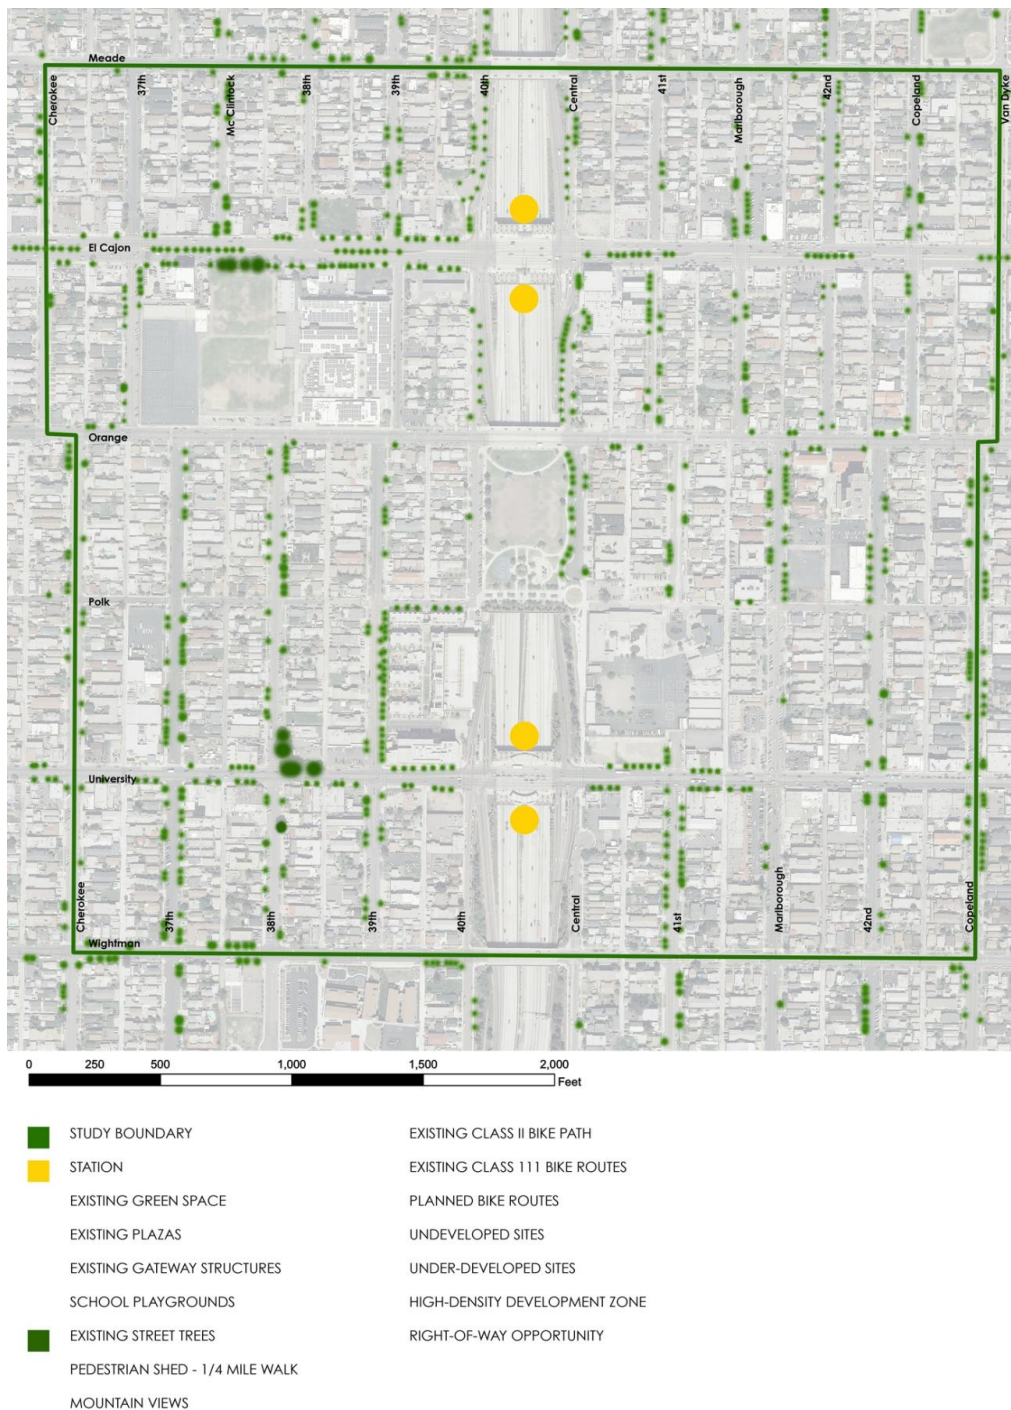 Meade
Cherokee
37th
Mc Clintock
38th
39th
40th
Central
41st
Marlborough
42nd
Copeland
Van Dyke
El Cajon
Orange
Polk
University
Cherokee
37th
38th
39th
40th
Central
41st
Marlborough
42nd
Copeland
Wightman
0 250 500 1,000 1,500 2,000
Feet
STUDY BOUNDARY
STATION
EXISTING GREEN SPACE
EXISTING PLAZAS
EXISTING GATEWAY STRUCTURES
SCHOOL PLAYGROUNDS
EXISTING STREET TREES
PEDESTRIAN SHED - 1/4 MILE WALK
MOUNTAIN VIEWS
EXISTING CLASS II BIKE PATH
EXISTING CLASS 111 BIKE ROUTES
PLANNED BIKE ROUTES
UNDEVELOPED SITES
UNDER-DEVELOPED SITES
HIGH-DENSITY DEVELOPMENT ZONE
RIGHT-OF-WAY OPPORTUNITY